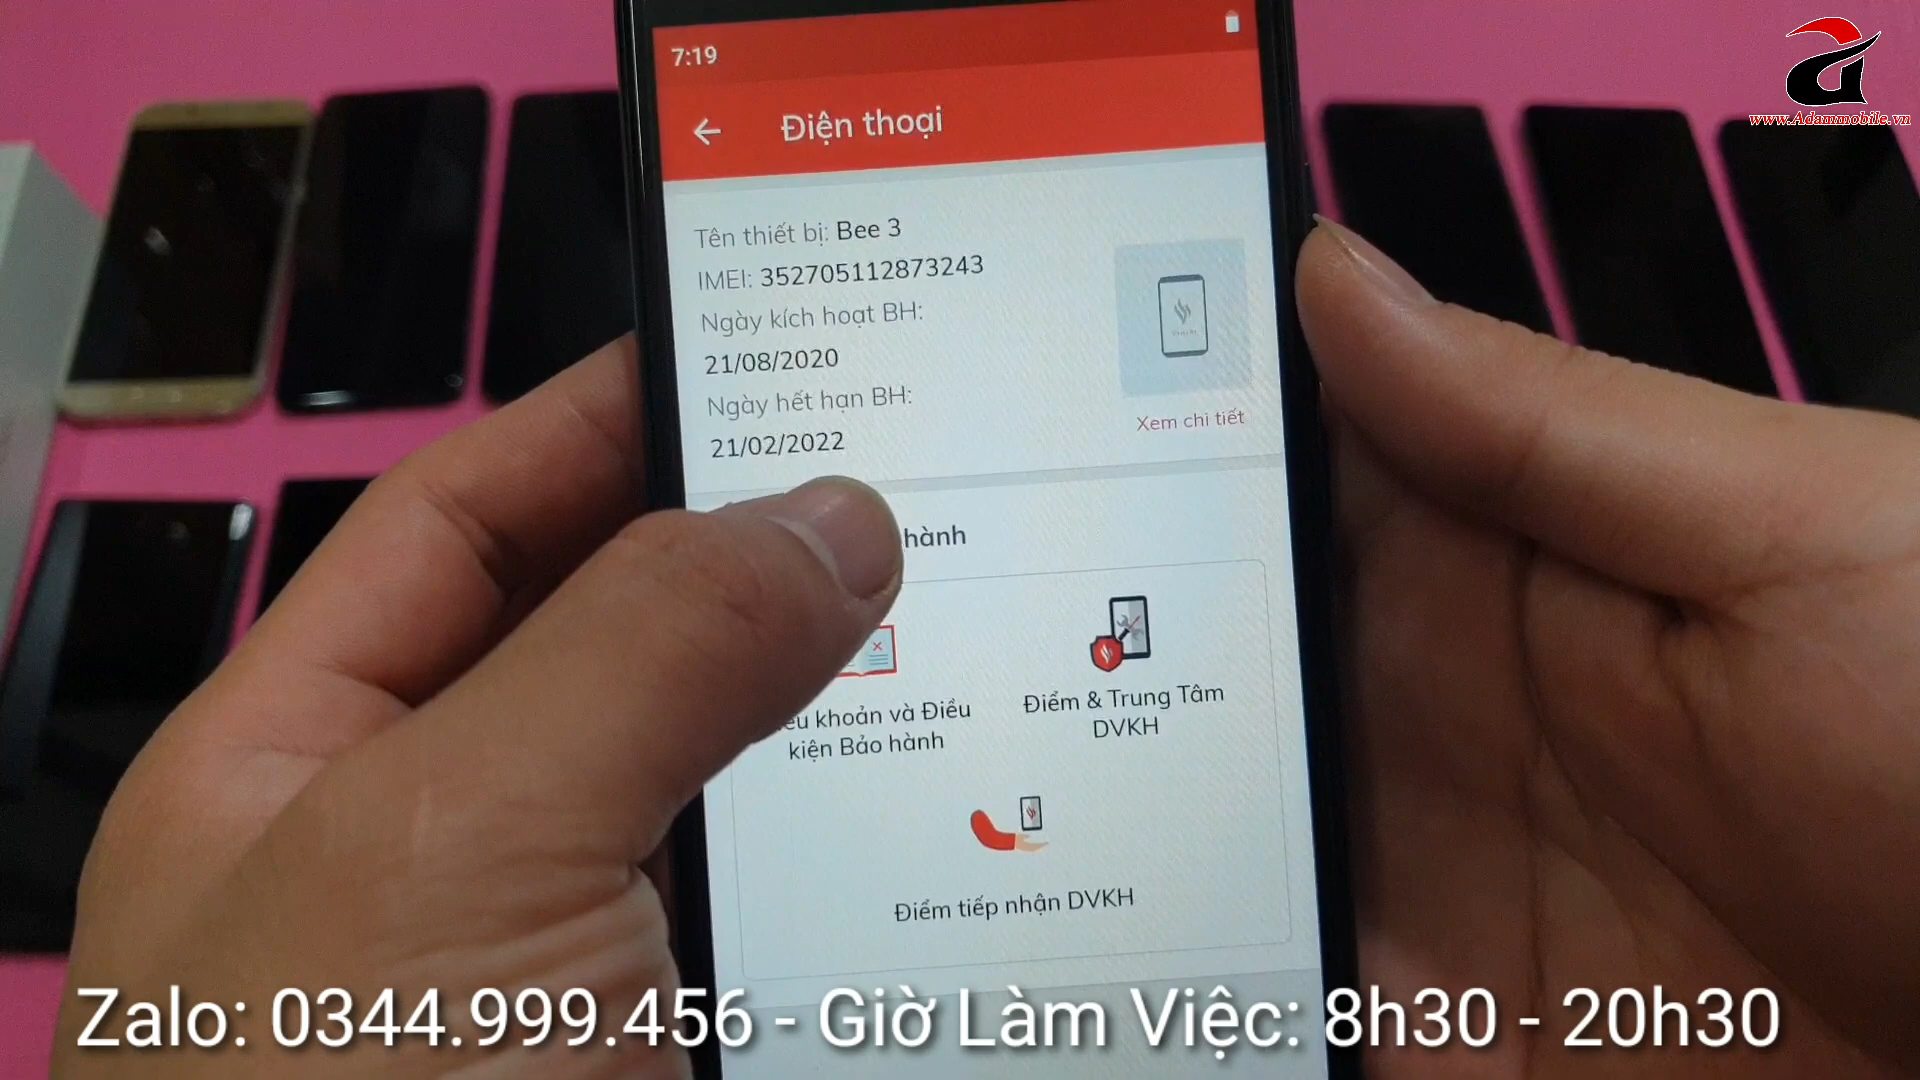 7:19
www.Adammobile.vn
Điện thoại
Tên thiết bị: Bee 3
IMEI: 352705112873243
Ngày kích hoạt BH:
21/08/2020
Ngày hết hạn BH:
21/02/2022
Xem chi tiết
hành
khoản và Điều
kiện Bảo hành
Điểm & Trung Tâm
DVKH
Điểm tiếp nhận DVKH
Zalo: 0344.999.456 - Giờ Làm Việc: 8h30 - 20h30